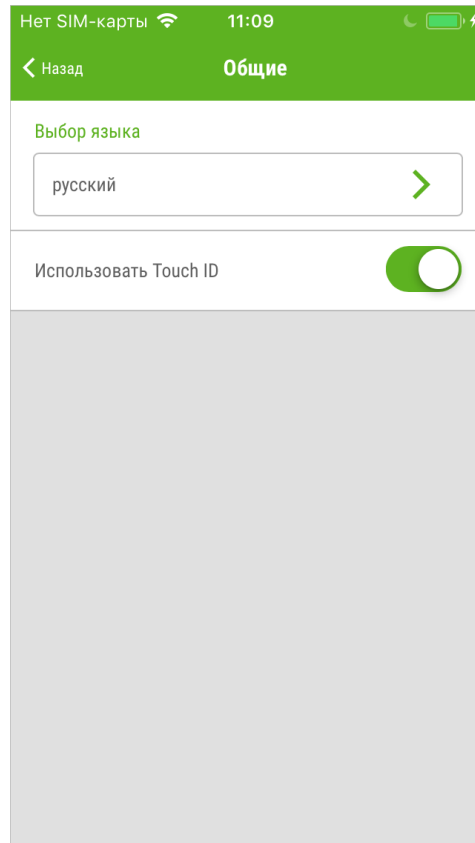 Нет SIM-карты 11:09
Назад Общие
Выбор языка
русский
Использовать Touch ID